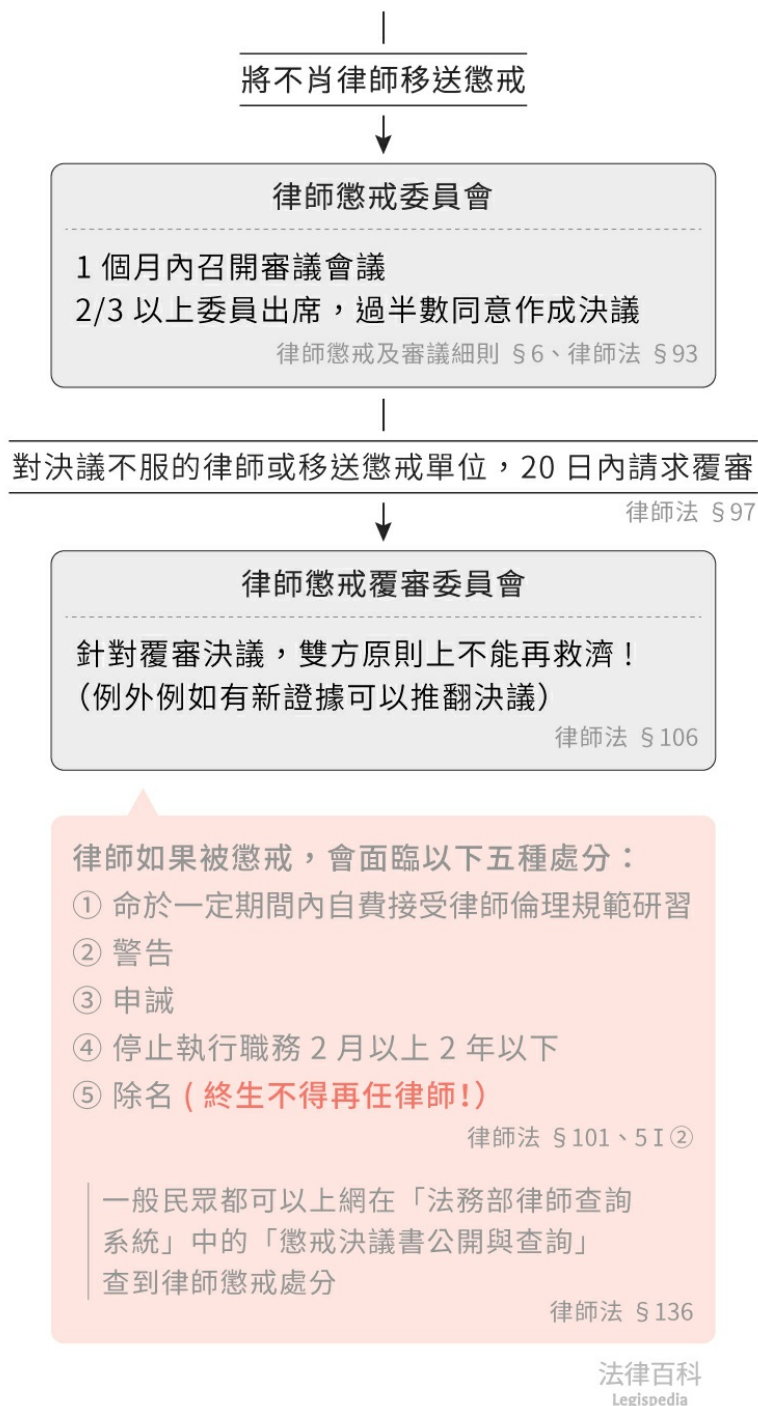 將不肖律師移送懲戒
律師懲戒委員會
1 個月內召開審議會議
2/3 以上委員出席，過半數同意作成決議
律師懲戒及審議細則 §6、律師法 §93
對決議不服的律師或移送懲戒單位，20 日內請求覆審
律師法 §97
律師懲戒覆審委員會
針對覆審決議，雙方原則上不能再救濟！
（例外例如有新證據可以推翻決議）
律師法 §106
律師如果被懲戒，會面臨以下五種處分：
① 命於一定期間內自費接受律師倫理規範研習
② 警告
③ 申誡
④ 停止執行職務 2 月以上 2 年以下
⑤ 除名 ( 終生不得再任律師！)
律師法 §101、5 I ②
一般民眾都可以上網在「法務部律師查詢
系統」中的「懲戒決議書公開與查詢」
查到律師懲戒處分
律師法 §136
法律百科
Legispedia